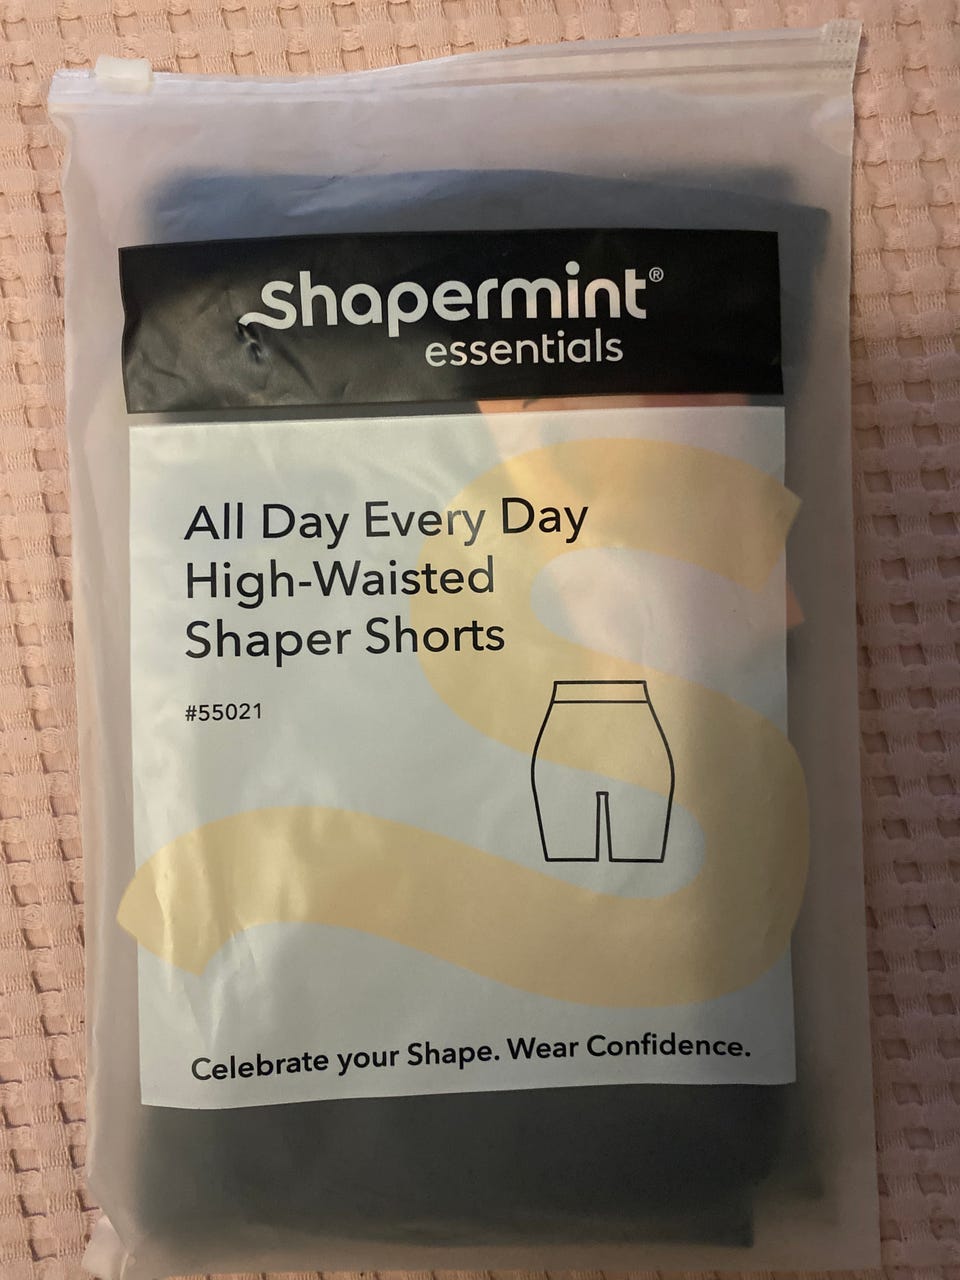 shapermint®
essentials
All Day Every Day
High-Waisted
Shaper Shorts
#55021
Celebrate your Shape. Wear Confidence.